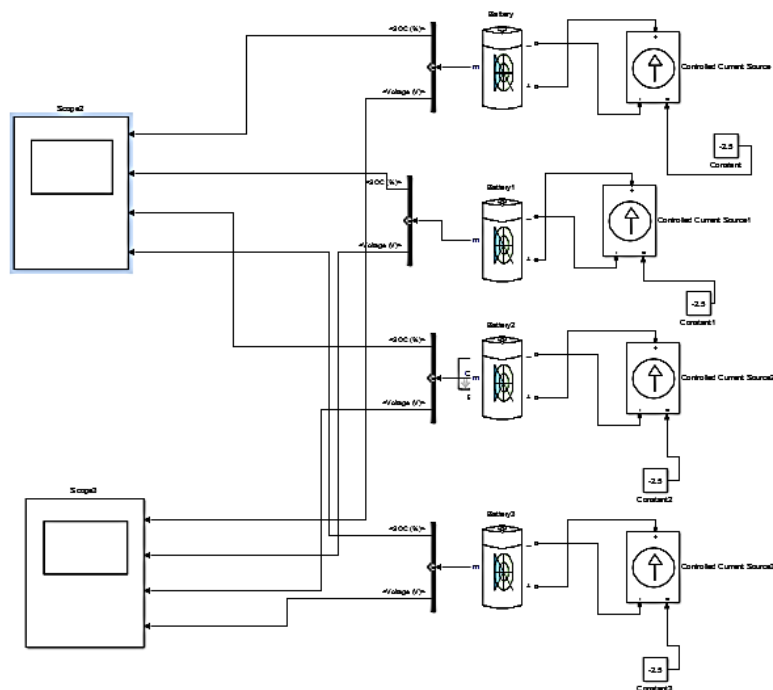 Battery
<SOC (%)>
m
-
+
+
-
Controlled Current Source
<Voltage (V)>
Scope2
-2.5
Constant
Battery1
<SOC (%)>
m
-
+
+
-
Controlled Current Source1
<Voltage (V)>
-2.5
Constant1
Battery2
<SOC (%)>
m
-
+
+
-
Controlled Current Source2
<Voltage (V)>
-2.5
Constant2
Scope3
Battery3
<SOC (%)>
m
-
+
+
-
Controlled Current Source3
<Voltage (V)>
-2.5
Constant3